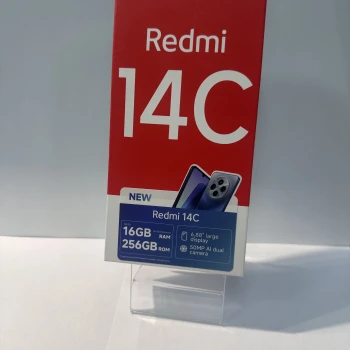 Redmi
14C
NEW
Redmi 14C
16GB RAM
256GB ROM
6.88" large display
50MP AI dual camera